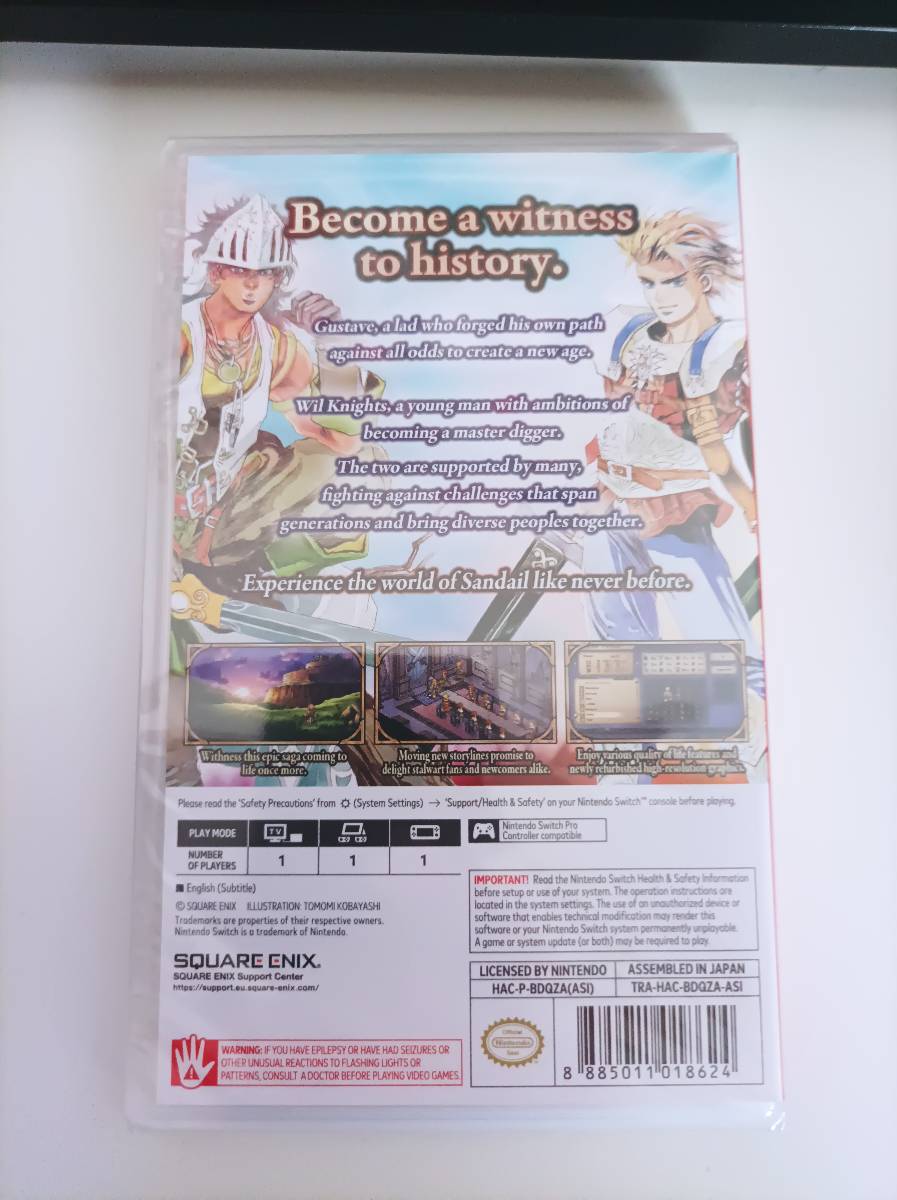 Become a witness
to history.
Gustave, a lad who forged his own path
against all odds to create a new age.
Wil Knights, a young man with ambitions of
becoming a master digger.
The two are supported by many,
fighting against challenges that span
generations and bring diverse peoples together.
Experience the world of Sandail like never before.
Withness this epic saga coming to
life once more.
Moving new storylines promise to
delight stalwart fans and newcomers alike.
Enjoy various quality of life features and
newly refurbished high-resolution graphics.
Please read the 'Safety Precautions' from (System Settings) → 'Support/Health & Safety' on your Nintendo Switch™ console before playing.
PLAY MODE
TV
NUMBER
OF PLAYERS
1 1 1
Nintendo Switch Pro
Controller compatible
English (Subtitle)
© SQUARE ENIX ILLUSTRATION: TOMOMI KOBAYASHI
Trademarks are properties of their respective owners.
Nintendo Switch is a trademark of Nintendo.
SQUARE ENIX®
SQUARE ENIX Support Center
https://support.eu.square-enix.com/
IMPORTANT! Read the Nintendo Switch Health & Safety Information
before setup or use of your system. The operation instructions are
located in the system settings. The use of an unauthorized device or
software that enables technical modification may render this
software or your Nintendo Switch system permanently unplayable.
A game or system update (or both) may be required to play.
LICENSED BY NINTENDO ASSEMBLED IN JAPAN
HAC-P-BDQZA(ASI) TRA-HAC-BDQZA-ASI
WARNING: IF YOU HAVE EPILEPSY OR HAVE HAD SEIZURES OR
OTHER UNUSUAL REACTIONS TO FLASHING LIGHTS OR
PATTERNS, CONSULT A DOCTOR BEFORE PLAYING VIDEO GAMES.
Official
Nintendo
Seal
8 885011 018624